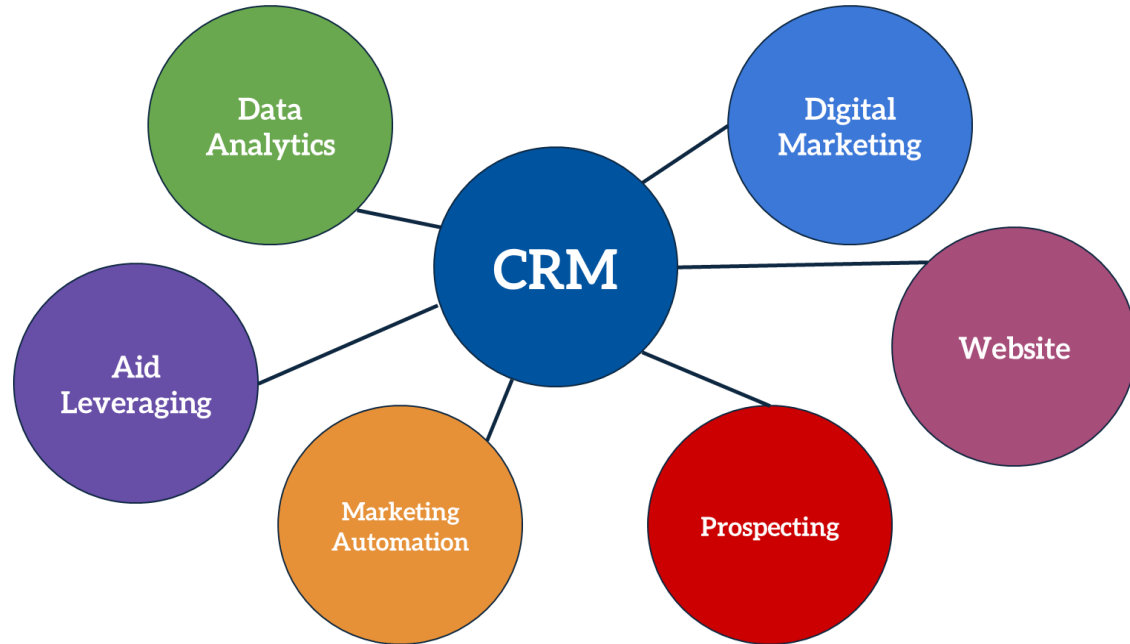 Data
Analytics
Digital
Marketing
CRM
Website
Aid
Leveraging
Marketing
Automation
Prospecting